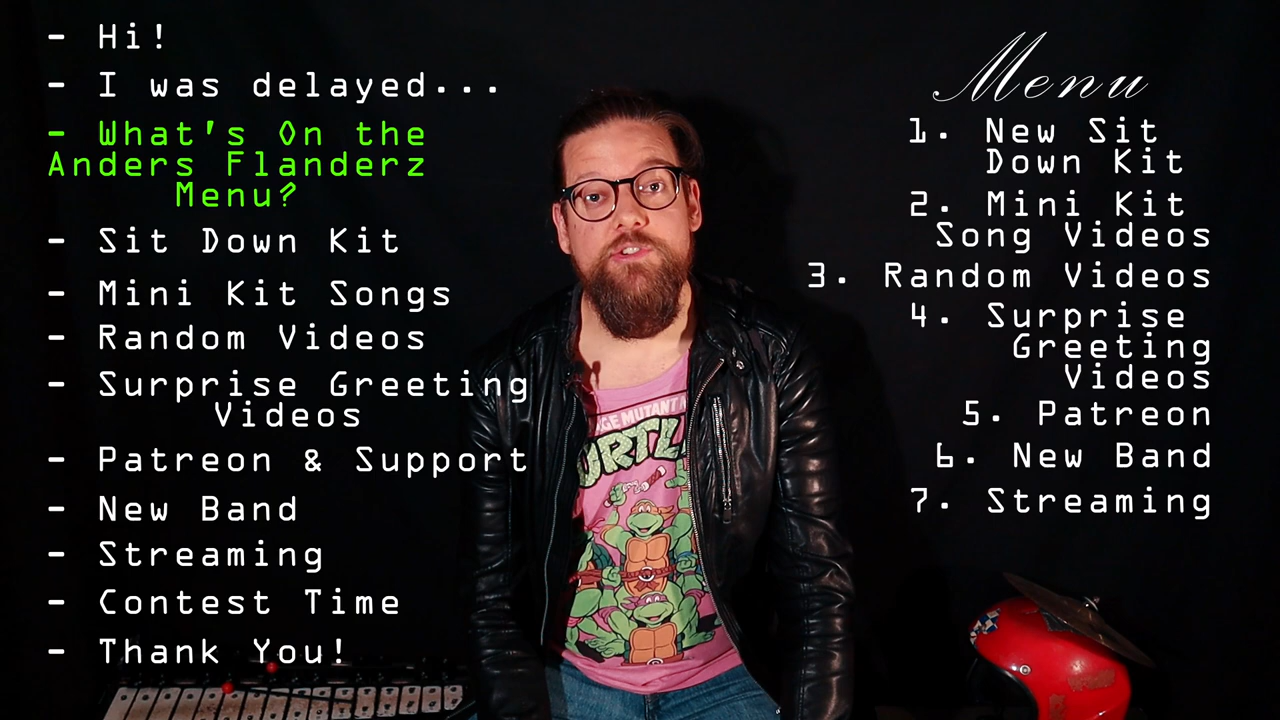 - Hi!
- I was delayed...
- What's On the
Anders Flanderz
Menu?
- Sit Down Kit
- Mini Kit Songs
- Random Videos
- Surprise Greeting
Videos
- Patreon & Support
- New Band
- Streaming
- Contest Time
- Thank You!
Menu
1. New Sit
Down Kit
2. Mini Kit
Song Videos
3. Random Videos
4. Surprise
Greeting
Videos
5. Patreon
6. New Band
7. Streaming
MUTANT